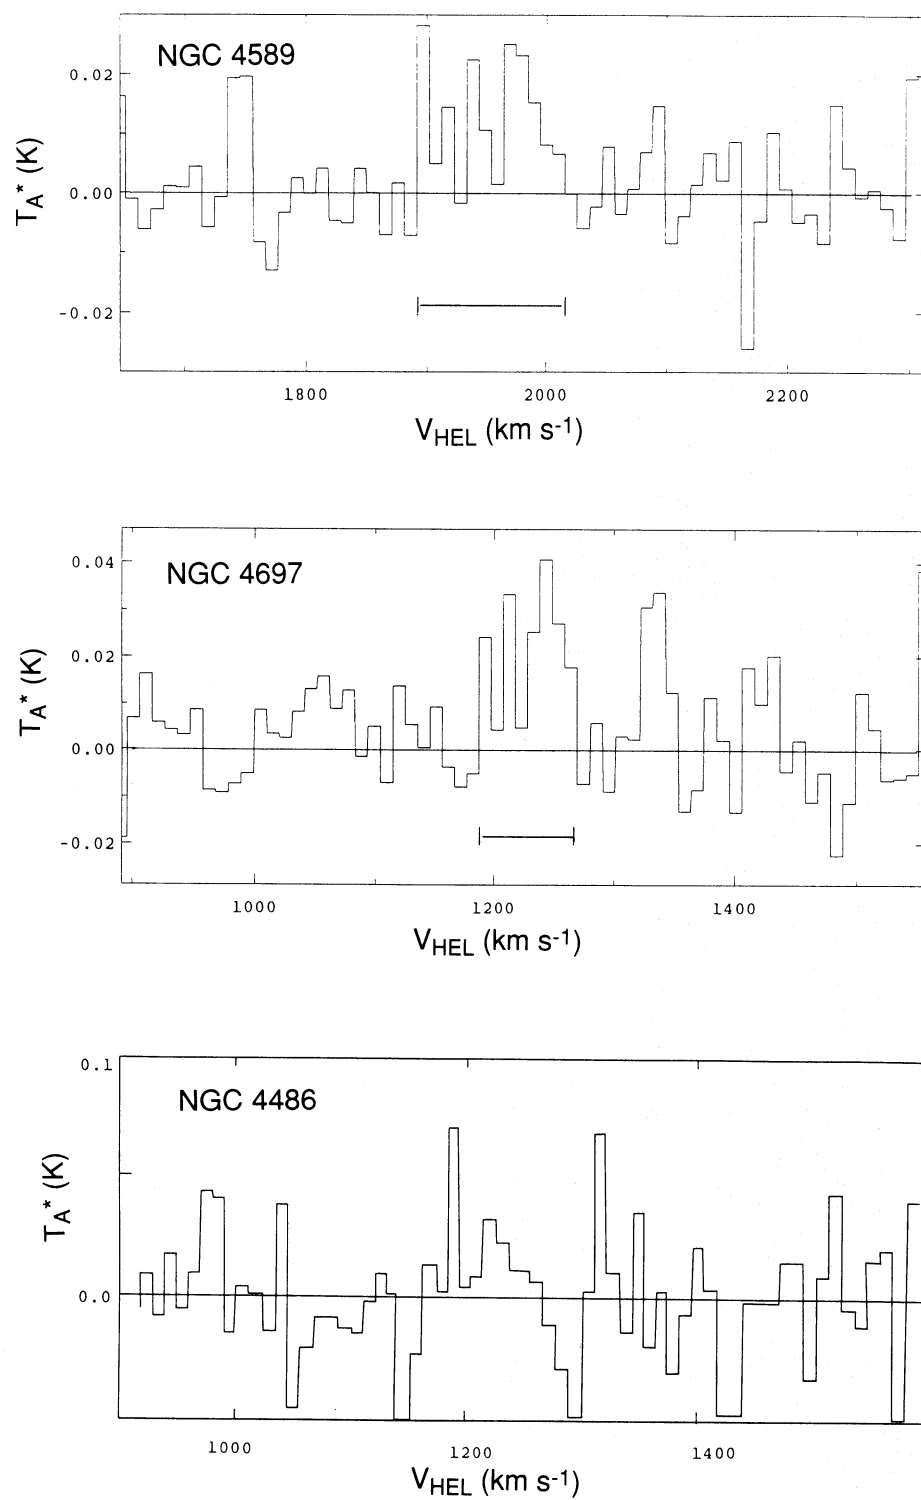 NGC 4589
0.02
0.00
-0.02
T_A* (K)
1800 2000 2200
V_HEL (km s⁻¹)
NGC 4697
0.04
0.02
0.00
-0.02
T_A* (K)
1000 1200 1400
V_HEL (km s⁻¹)
0.1
NGC 4486
0.0
T_A* (K)
1000 1200 1400
V_HEL (km s⁻¹)